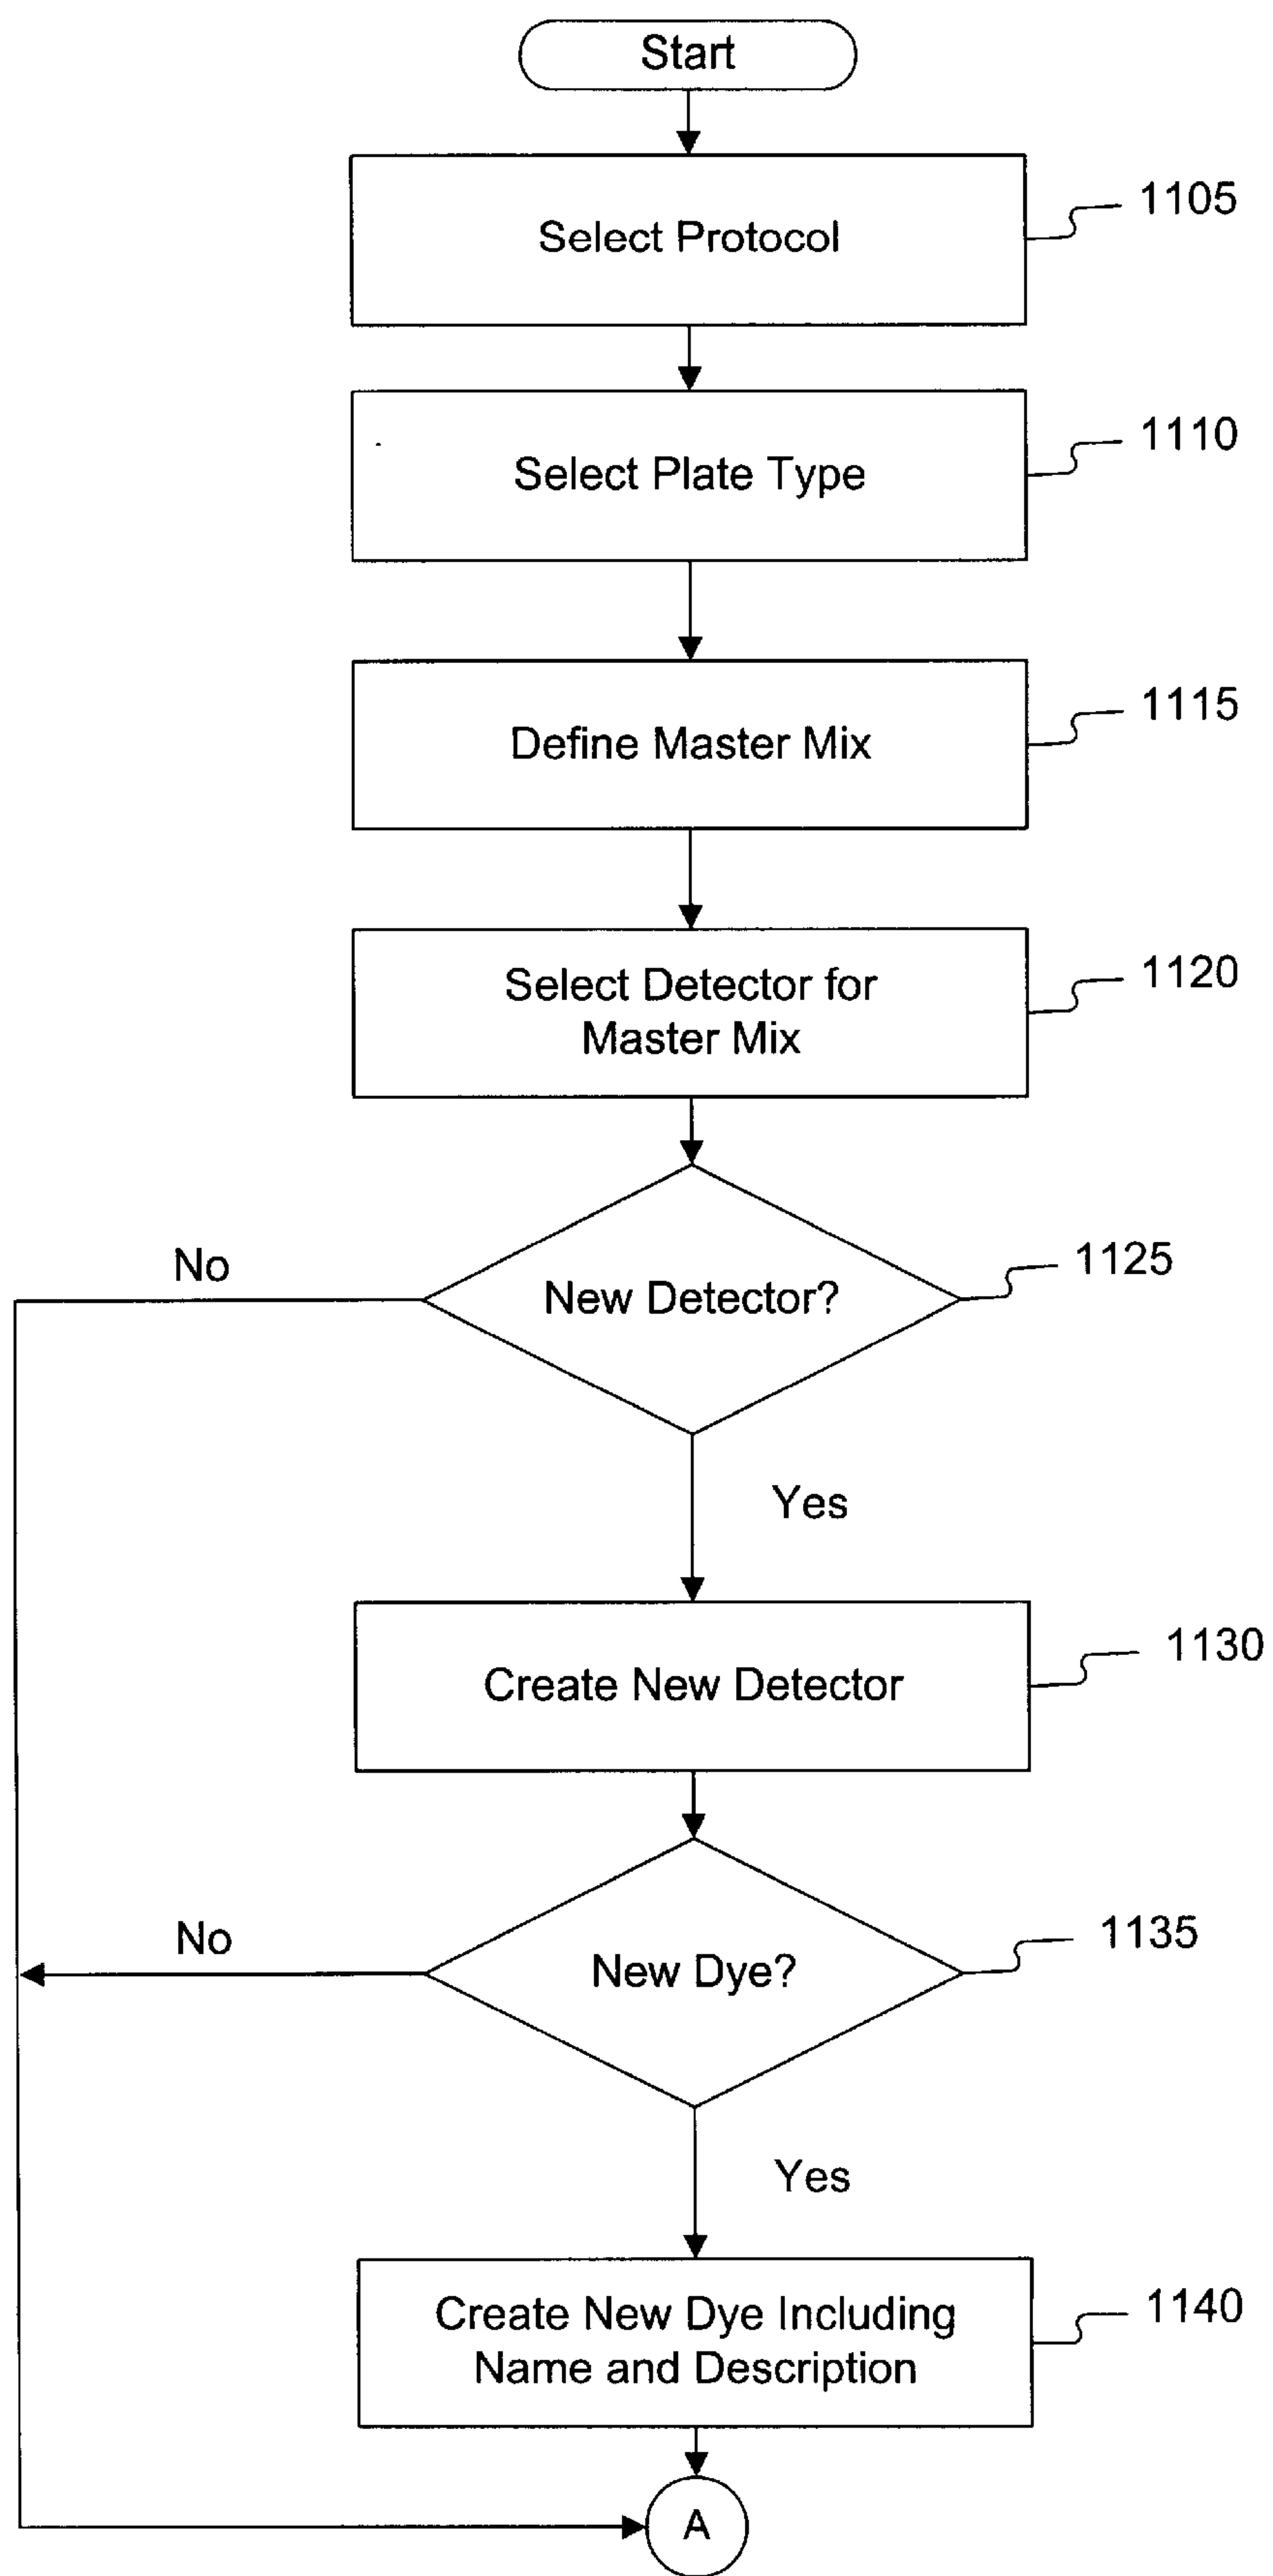 Start
Select Protocol
1105
Select Plate Type
1110
Define Master Mix
1115
Select Detector for
Master Mix
1120
New Detector?
1125
No
Yes
Create New Detector
1130
New Dye?
1135
No
Yes
Create New Dye Including
Name and Description
1140
A